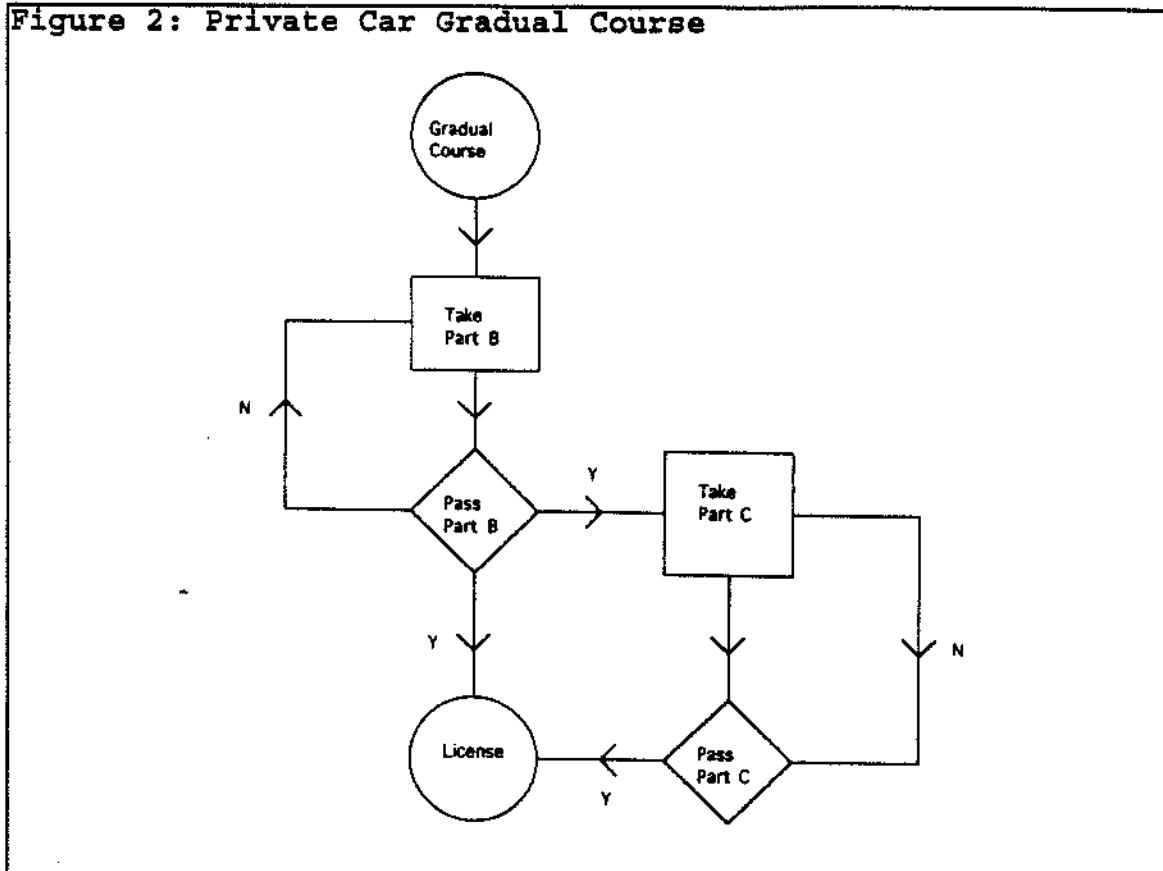 Figure 2: Private Car Gradual Course
Gradual
Course
Take
Part B
N
Pass
Part B
Y
Take
Part C
Y
N
License
Y
Pass
Part C